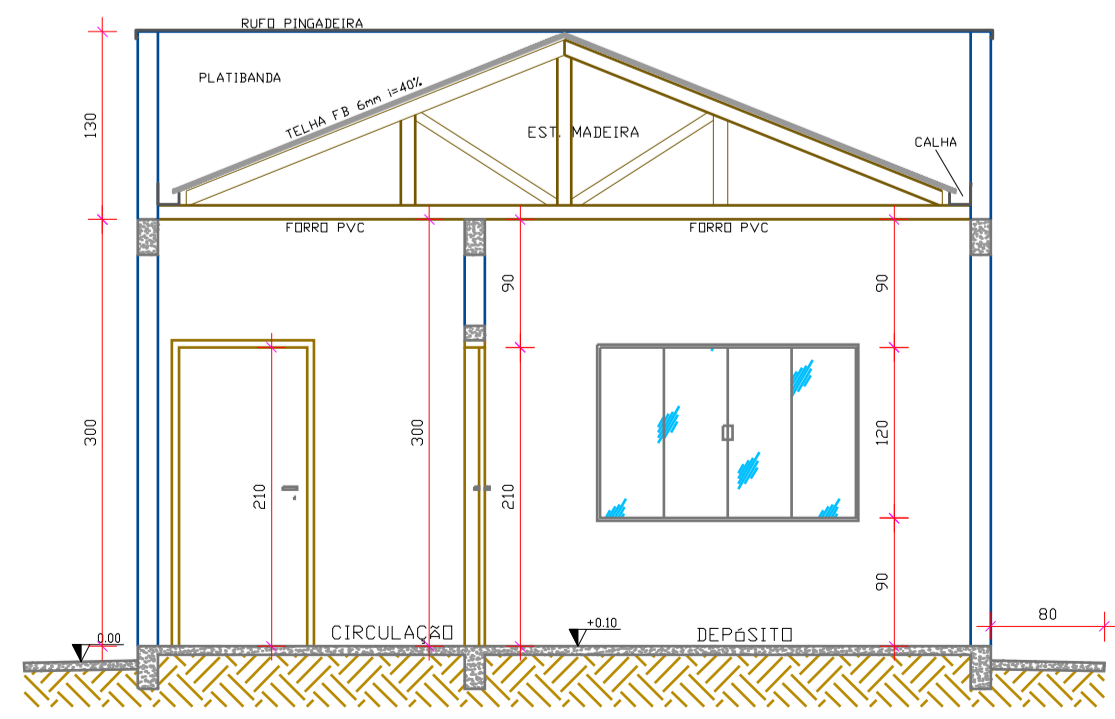 RUFO PINGADEIRA
PLATIBANDA
TELHA FB 6mm i=40%
EST. MADEIRA
CALHA
130
FORRO PVC
FORRO PVC
90
90
300
300
120
210
210
90
CIRCULAÇÃO
DEPóSITO
0.00
+0.10
80